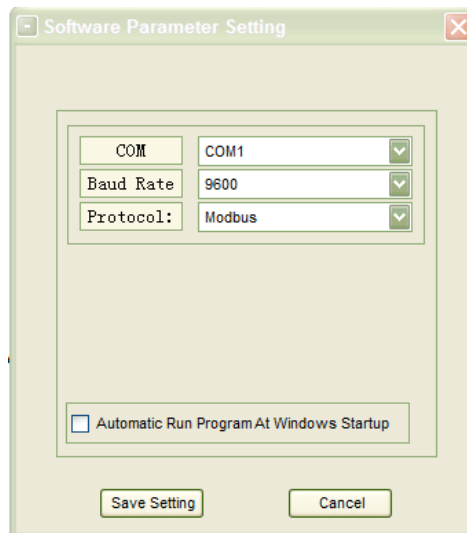 Software Parameter Setting
COM COM1
Baud Rate 9600
Protocol: Modbus
Automatic Run Program At Windows Startup
Save Setting Cancel